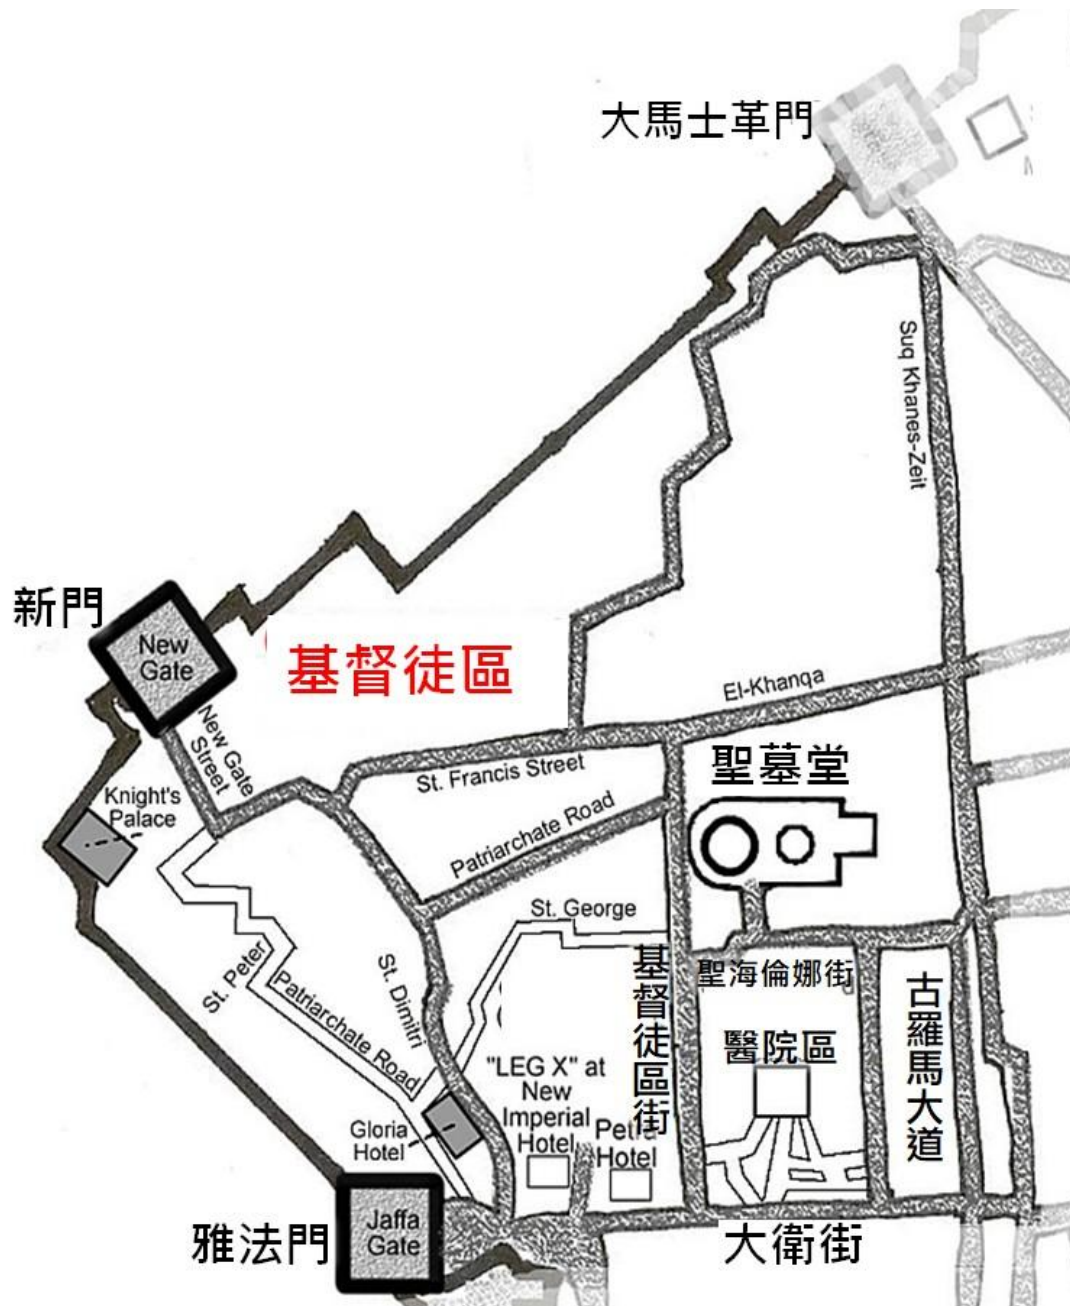 大馬士革門
Suq Khanes-Zeit
新門
New
Gate
基督徒區
El-Khanqa
New Gate
Street
St. Francis Street
聖墓堂
Knight's
Palace
Patriarchate Road
St. George
St. Peter
Patriarchate Road
St. Dimitri
基督徒區街
聖海倫娜街
古羅馬大道
醫院區
"LEG X" at
New
Imperial
Hotel
Petra
Hotel
Gloria
Hotel
雅法門
Jaffa
Gate
大衛街